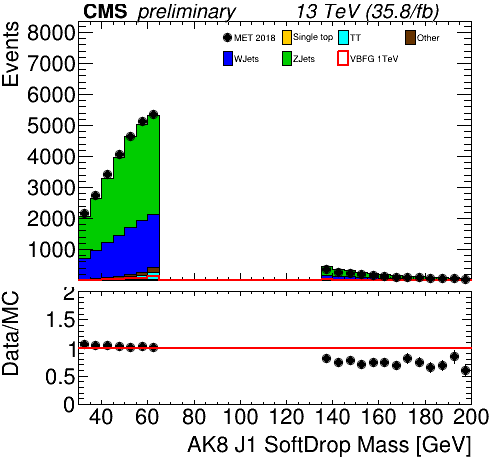 CMS preliminary 13 TeV (35.8/fb)
MET 2018 Single top TT Other
WJets ZJets VBFG 1TeV
Events
8000
7000
6000
5000
4000
3000
2000
1000
Data/MC
2
1.5
1
0.5
0
40 60 80 100 120 140 160 180 200
AK8 J1 SoftDrop Mass [GeV]